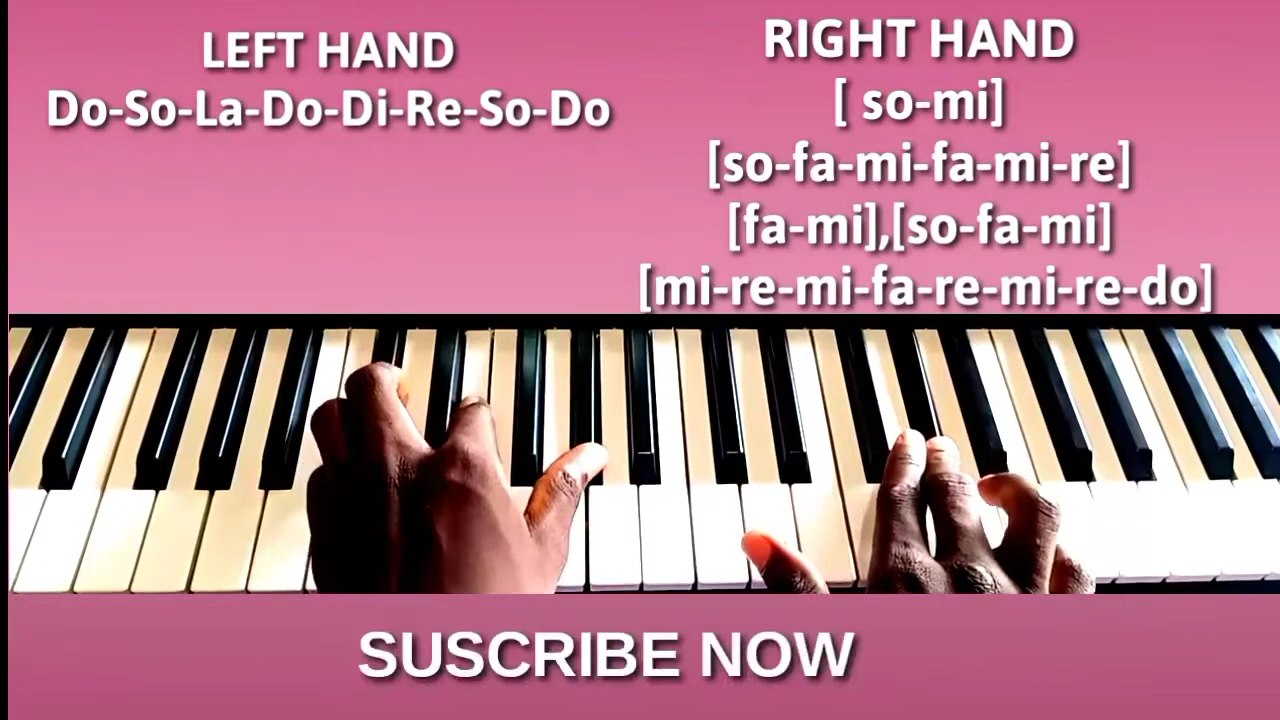 LEFT HAND
Do-So-La-Do-Di-Re-So-Do
RIGHT HAND
[ so-mi]
[so-fa-mi-fa-mi-re]
[fa-mi],[so-fa-mi]
[mi-re-mi-fa-re-mi-re-do]
SUSCRIBE NOW